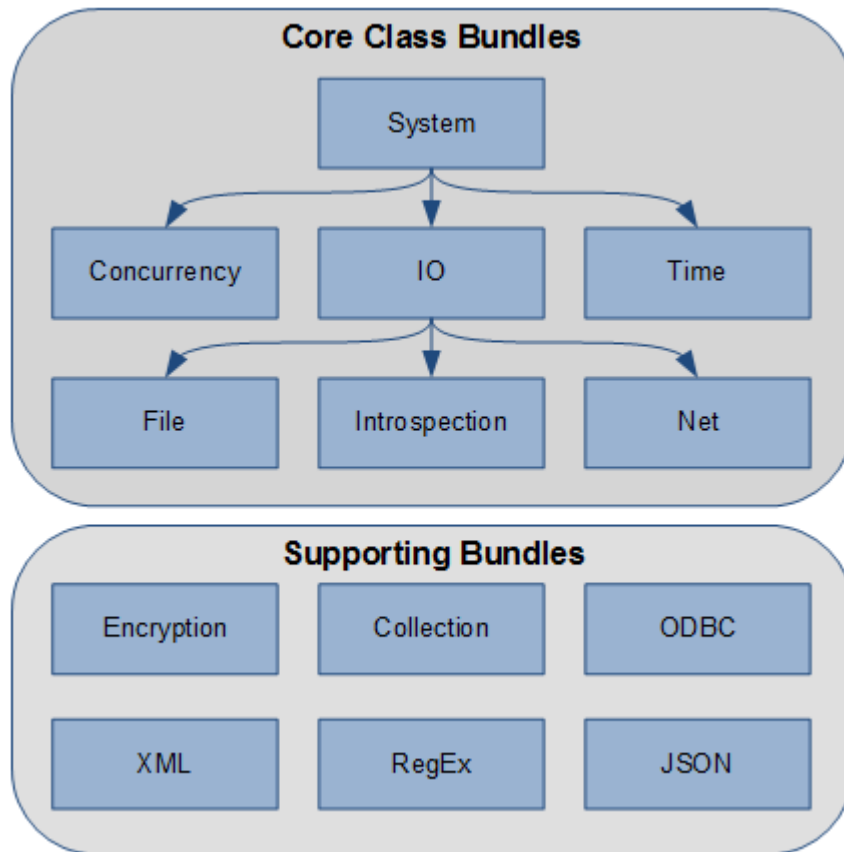 Core Class Bundles
System
Concurrency
IO
Time
File
Introspection
Net
Supporting Bundles
Encryption
Collection
ODBC
XML
RegEx
JSON